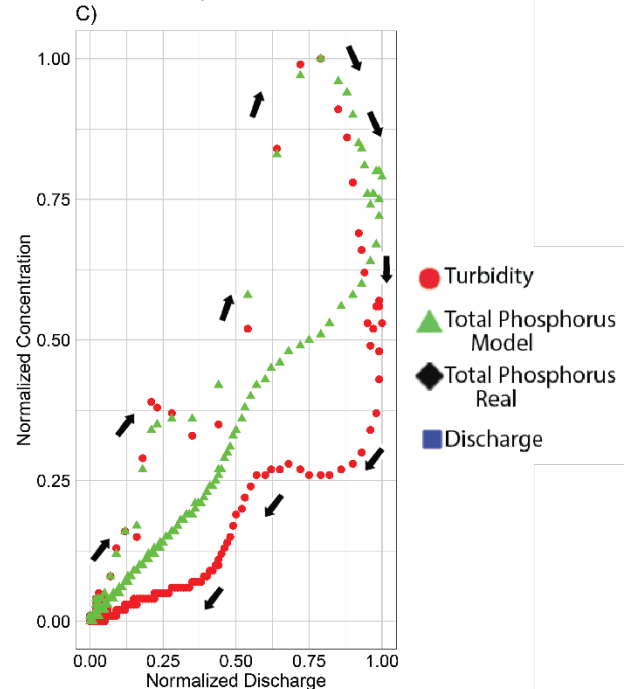 C)
1.00
0.75
0.50
0.25
0.00
Normalized Concentration
0.00 0.25 0.50 0.75 1.00
Normalized Discharge
Turbidity
Total Phosphorus
Model
Total Phosphorus
Real
Discharge